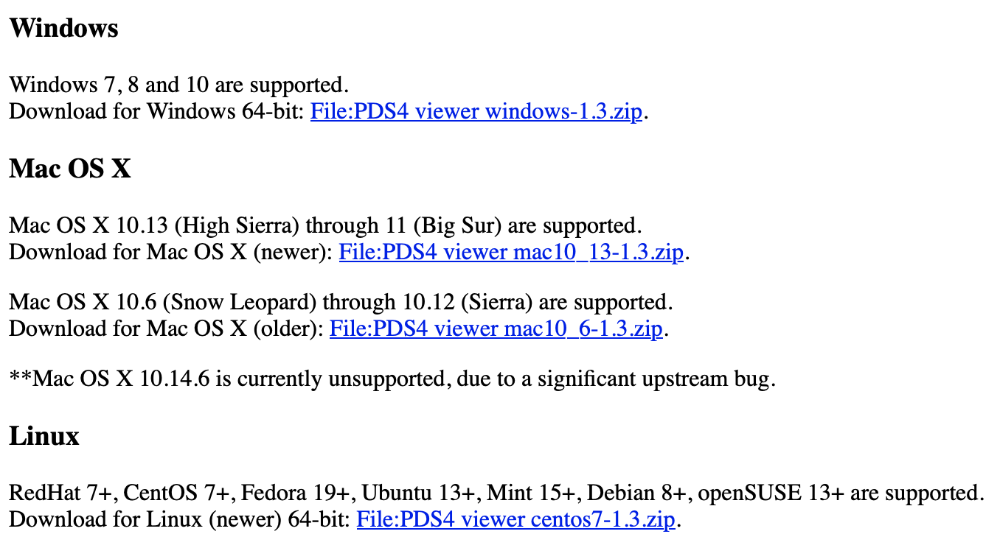 Windows
Windows 7, 8 and 10 are supported.
Download for Windows 64-bit: File:PDS4 viewer windows-1.3.zip.
Mac OS X
Mac OS X 10.13 (High Sierra) through 11 (Big Sur) are supported.
Download for Mac OS X (newer): File:PDS4 viewer mac10_13-1.3.zip.
Mac OS X 10.6 (Snow Leopard) through 10.12 (Sierra) are supported.
Download for Mac OS X (older): File:PDS4 viewer mac10_6-1.3.zip.
**Mac OS X 10.14.6 is currently unsupported, due to a significant upstream bug.
Linux
RedHat 7+, CentOS 7+, Fedora 19+, Ubuntu 13+, Mint 15+, Debian 8+, openSUSE 13+ are supported.
Download for Linux (newer) 64-bit: File:PDS4 viewer centos7-1.3.zip.